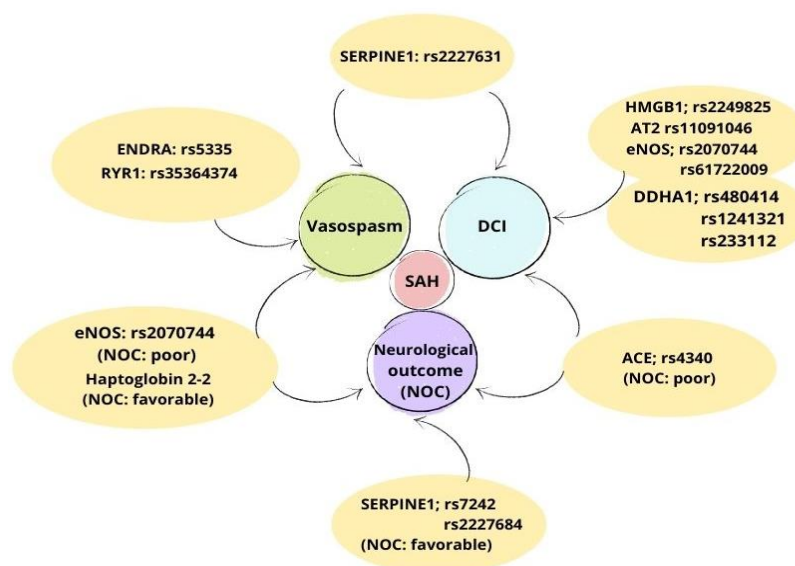 SERPINE1: rs2227631
HMGB1; rs2249825
AT2 rs11091046
eNOS; rs2070744
rs61722009
DDHA1; rs480414
rs1241321
rs233112
ENDRA: rs5335
RYR1: rs35364374
Vasospasm
DCI
SAH
Neurological
outcome
(NOC)
eNOS: rs2070744
(NOC: poor)
Haptoglobin 2-2
(NOC: favorable)
ACE; rs4340
(NOC: poor)
SERPINE1; rs7242
rs2227684
(NOC: favorable)